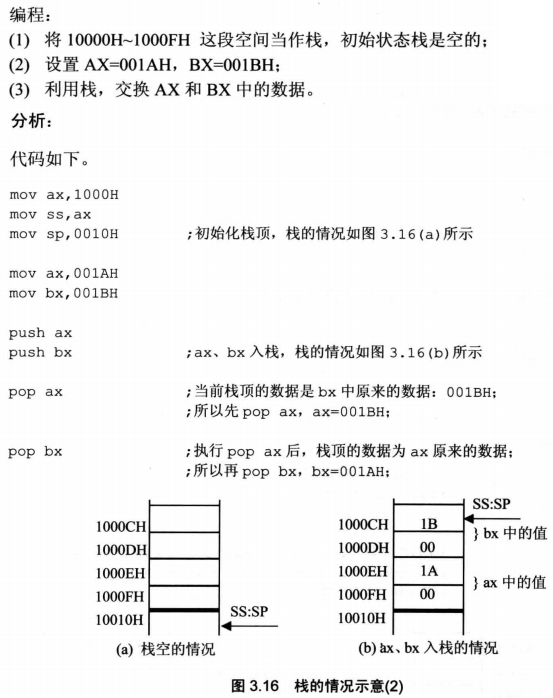 编程：
(1) 将 10000H~1000FH 这段空间当作栈，初始状态栈是空的；
(2) 设置 AX=001AH，BX=001BH；
(3) 利用栈，交换 AX 和 BX 中的数据。
分析：
代码如下。
mov ax,1000H
mov ss,ax
mov sp,0010H ;初始化栈顶，栈的情况如图 3.16(a)所示
mov ax,001AH
mov bx,001BH
push ax
push bx ;ax、bx 入栈，栈的情况如图 3.16(b)所示
pop ax ;当前栈顶的数据是 bx 中原来的数据：001BH；
;所以先 pop ax，ax=001BH；
pop bx ;执行 pop ax 后，栈顶的数据为 ax 原来的数据；
;所以再 pop bx，bx=001AH；
1000CH
1000DH
1000EH
1000FH
10010H
SS:SP
(a) 栈空的情况
SS:SP
1000CH 1B
} bx 中的值
1000DH 00
1000EH 1A
} ax 中的值
1000FH 00
10010H
(b) ax、bx 入栈的情况
图 3.16 栈的情况示意(2)